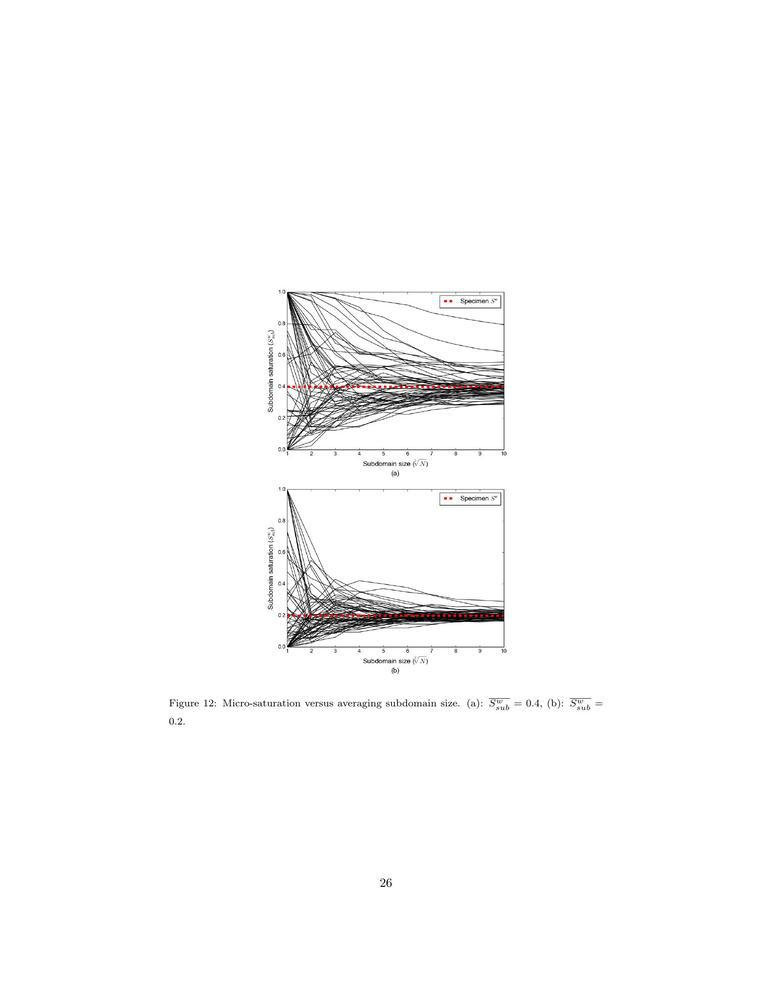 1.0
0.8
0.6
0.4
0.2
0.0
Subdomain saturation (S^w_sub)
Specimen S^w
1 2 3 4 5 6 7 8 9 10
Subdomain size (∛N)
(a)
1.0
0.8
0.6
0.4
0.2
0.0
Subdomain saturation (S^w_sub)
Specimen S^w
1 2 3 4 5 6 7 8 9 10
Subdomain size (∛N)
(b)
Figure 12: Micro-saturation versus averaging subdomain size. (a): \overline{S^w_{sub}} = 0.4, (b): \overline{S^w_{sub}} =
0.2.
26